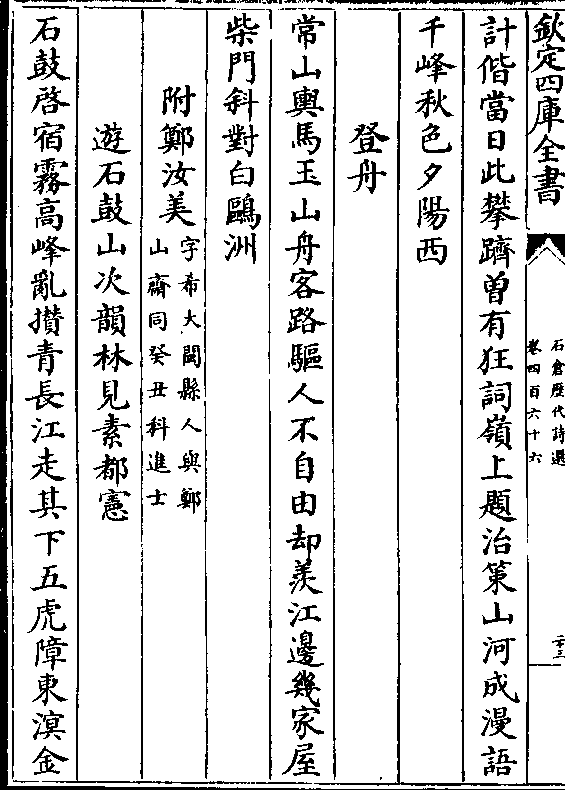 欽定四庫全書
石倉歷代詩選
卷四百六十六
二十三
計偕當日此攀躋曾有狂詞嶺上題治策山河成漫語
千峰秋色夕陽西
登舟
常山輿馬玉山舟客路驅人不自由却羨江邊幾家屋
柴門斜對白鷗洲
附鄭汝美
字希大閩縣人與鄭
山齋同癸丑科進士
遊石鼓山次韻林見素都憲
石鼓啓宿霧高峰亂攅青長江走其下五虎障東溟金